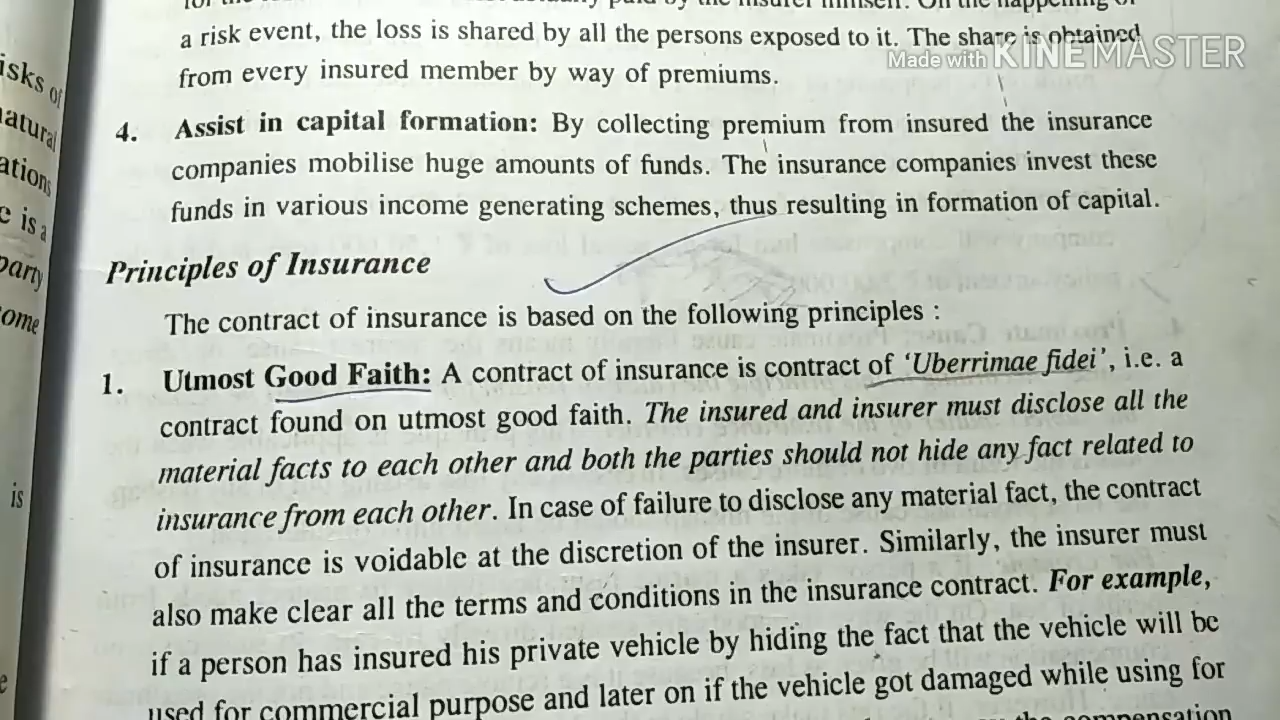 a risk event, the loss is shared by all the persons exposed to it. The share is obtained
Made with KINEMASTER
from every insured member by way of premiums.
4. Assist in capital formation: By collecting premium from insured the insurance
companies mobilise huge amounts of funds. The insurance companies invest these
funds in various income generating schemes, thus resulting in formation of capital.
Principles of Insurance
The contract of insurance is based on the following principles :
1. Utmost Good Faith: A contract of insurance is contract of ‘Uberrimae fidei’, i.e. a
contract found on utmost good faith. The insured and insurer must disclose all the
material facts to each other and both the parties should not hide any fact related to
insurance from each other. In case of failure to disclose any material fact, the contract
of insurance is voidable at the discretion of the insurer. Similarly, the insurer must
also make clear all the terms and conditions in the insurance contract. For example,
if a person has insured his private vehicle by hiding the fact that the vehicle will be
used for commercial purpose and later on if the vehicle got damaged while using for